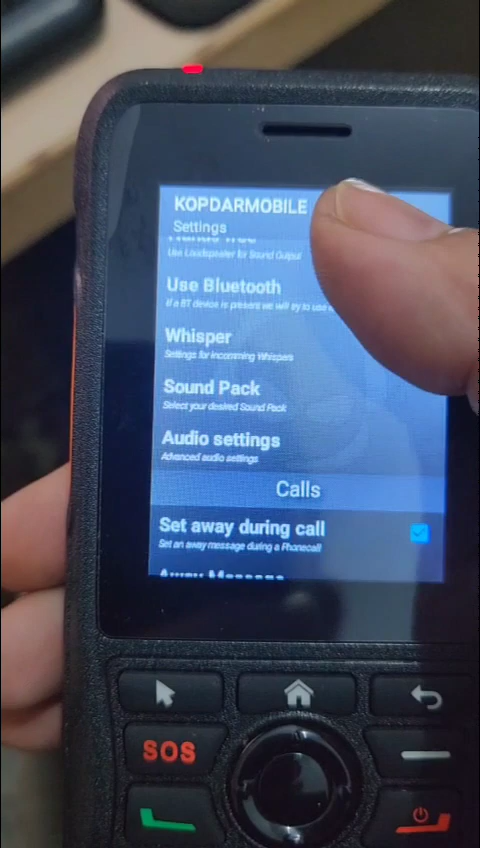 KOPDARMOBILE
Settings
Use Loudspeaker for Sound Output
Use Bluetooth
If a BT device is present we will try to use
Whisper
Settings for incomming Whispers
Sound Pack
Select your desired Sound Pack
Audio settings
Advanced audio settings
Calls
Set away during call
Set an away message during a Phonecall
Away Message
SOS